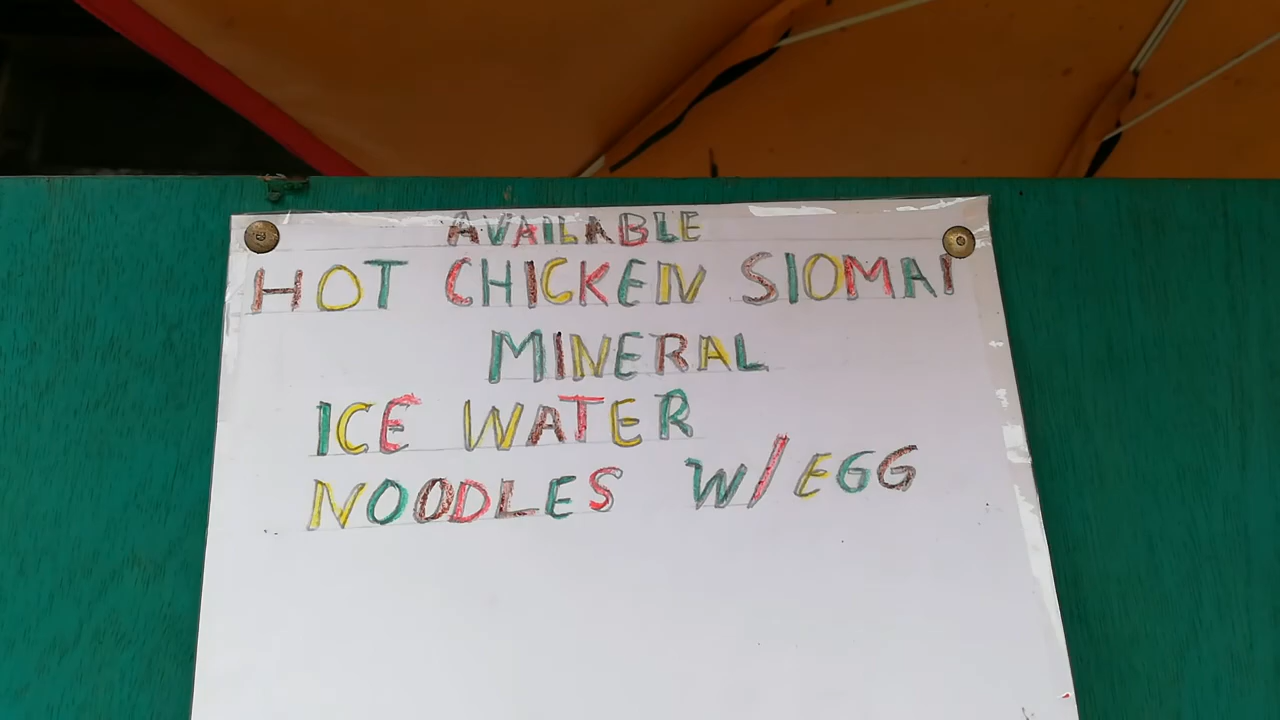 AVAILABLE
HOT CHICKEN SIOMAI
MINERAL
ICE WATER
NOODLES W/EGG